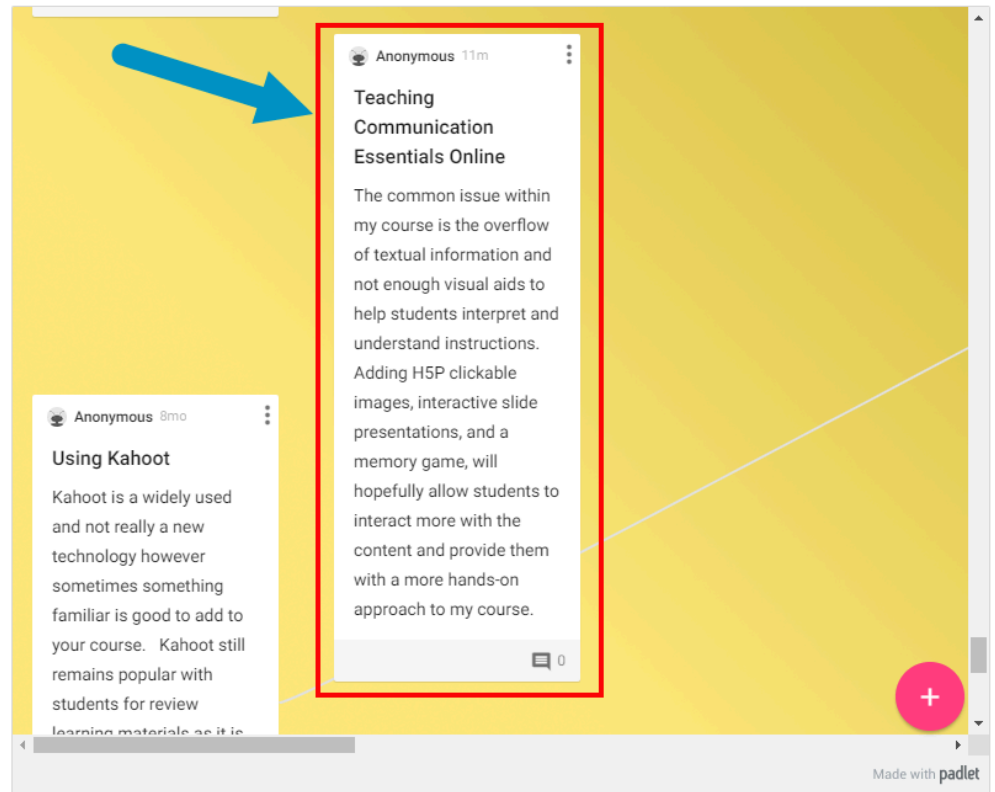 Anonymous 11m
Teaching
Communication
Essentials Online
The common issue within
my course is the overflow
of textual information and
not enough visual aids to
help students interpret and
understand instructions.
Adding H5P clickable
images, interactive slide
presentations, and a
memory game, will
hopefully allow students to
interact more with the
content and provide them
with a more hands-on
approach to my course.
0
Anonymous 8mo
Using Kahoot
Kahoot is a widely used
and not really a new
technology however
sometimes something
familiar is good to add to
your course. Kahoot still
remains popular with
students for review
learning materials as it is
Made with padlet